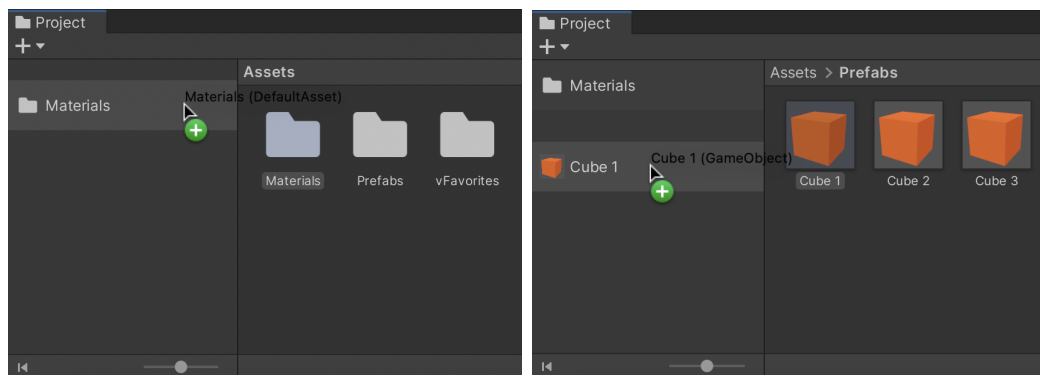 Project
Assets
Materials
Materials (DefaultAsset)
Materials
Prefabs
vFavorites
Project
Assets > Prefabs
Materials
Cube 1
Cube 1 (GameObject)
Cube 1
Cube 2
Cube 3